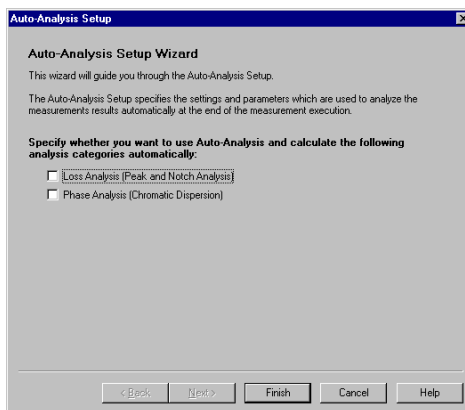 Auto-Analysis Setup
Auto-Analysis Setup Wizard
This wizard will guide you through the Auto-Analysis Setup.
The Auto-Analysis Setup specifies the settings and parameters which are used to analyze the
measurements results automatically at the end of the measurement execution.
Specify whether you want to use Auto-Analysis and calculate the following
analysis categories automatically:
Loss Analysis (Peak and Notch Analysis)
Phase Analysis (Chromatic Dispersion)
< Back Next > Finish Cancel Help